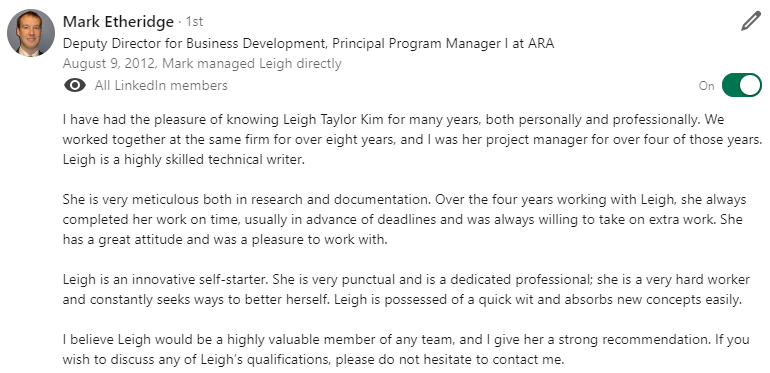 Mark Etheridge · 1st
Deputy Director for Business Development, Principal Program Manager I at ARA
August 9, 2012, Mark managed Leigh directly
All LinkedIn members
On
I have had the pleasure of knowing Leigh Taylor Kim for many years, both personally and professionally. We
worked together at the same firm for over eight years, and I was her project manager for over four of those years.
Leigh is a highly skilled technical writer.
She is very meticulous both in research and documentation. Over the four years working with Leigh, she always
completed her work on time, usually in advance of deadlines and was always willing to take on extra work. She
has a great attitude and was a pleasure to work with.
Leigh is an innovative self-starter. She is very punctual and is a dedicated professional; she is a very hard worker
and constantly seeks ways to better herself. Leigh is possessed of a quick wit and absorbs new concepts easily.
I believe Leigh would be a highly valuable member of any team, and I give her a strong recommendation. If you
wish to discuss any of Leigh's qualifications, please do not hesitate to contact me.